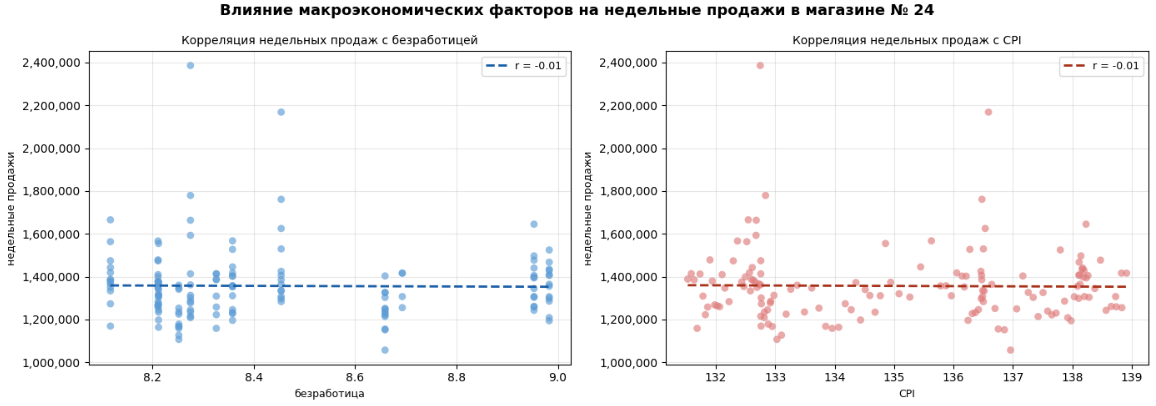 Влияние макроэкономических факторов на недельные продажи в магазине № 24
Корреляция недельных продаж с безработицей
r = -0.01
2,400,000
2,200,000
2,000,000
1,800,000
1,600,000
1,400,000
1,200,000
1,000,000
недельные продажи
8.2 8.4 8.6 8.8 9.0
безработица
Корреляция недельных продаж с CPI
r = -0.01
2,400,000
2,200,000
2,000,000
1,800,000
1,600,000
1,400,000
1,200,000
1,000,000
недельные продажи
132 133 134 135 136 137 138 139
CPI